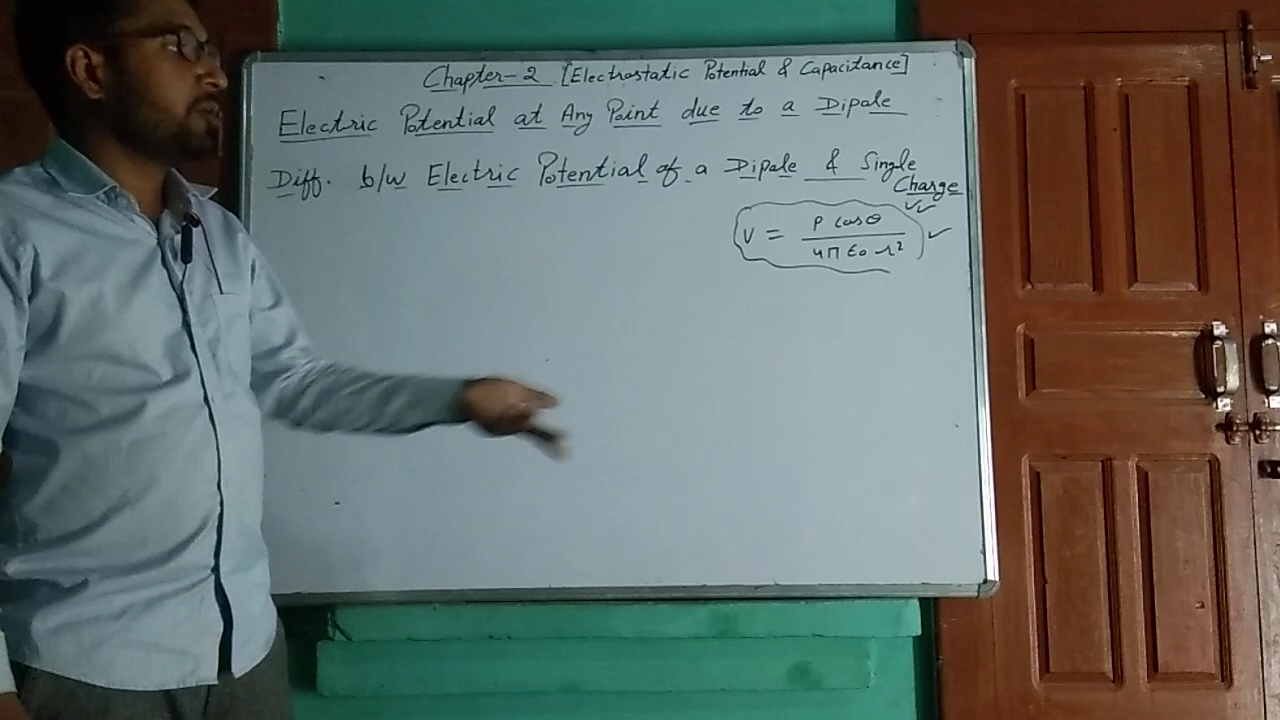 Chapter-2 [Electrostatic Potential & Capacitance]
Electric Potential at Any Point due to a Dipole
Diff. b/w Electric Potential of a Dipole & Single
Charge
V = P cosθ / 4π ε₀ r²